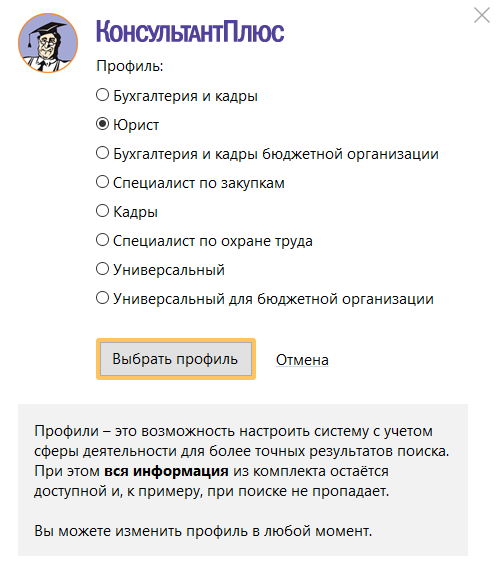 КонсультантПлюс
Профиль:
Бухгалтерия и кадры
Юрист
Бухгалтерия и кадры бюджетной организации
Специалист по закупкам
Кадры
Специалист по охране труда
Универсальный
Универсальный для бюджетной организации
Выбрать профиль Отмена
Профили – это возможность настроить систему с учетом
сферы деятельности для более точных результатов поиска.
При этом вся информация из комплекта остаётся
доступной и, к примеру, при поиске не пропадает.
Вы можете изменить профиль в любой момент.